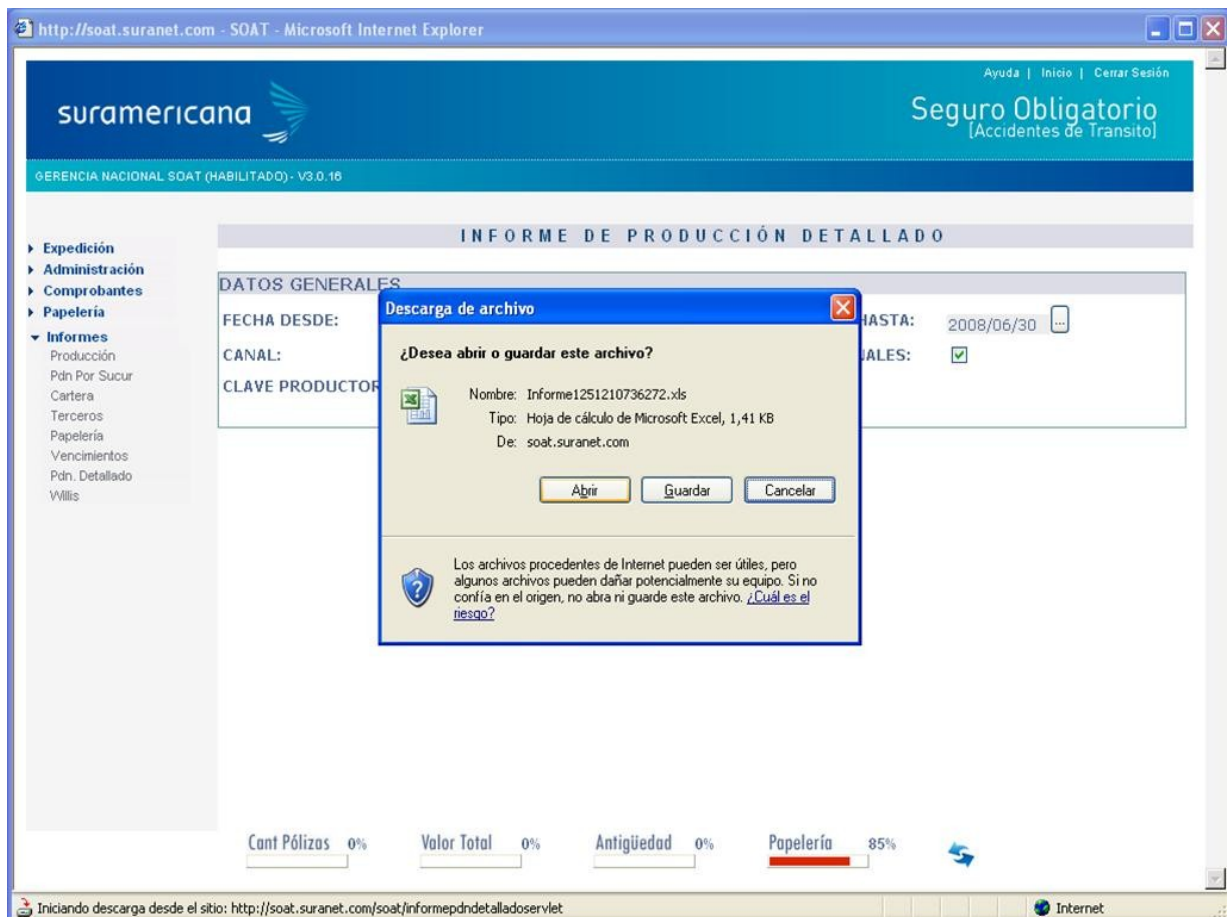 http://soat.suranet.com - SOAT - Microsoft Internet Explorer
Ayuda | Inicio | Cerrar Sesión
suramericana
Seguro Obligatorio
[Accidentes de Transito]
GERENCIA NACIONAL SOAT (HABILITADO) - V3.0.16
INFORME DE PRODUCCIÓN DETALLADO
Expedición
Administración
Comprobantes
Papelería
Informes
Producción
Pdn Por Sucur
Cartera
Terceros
Papelería
Vencimientos
Pdn. Detallado
Willis
DATOS GENERALES
FECHA DESDE:
HASTA:
2008/06/30
...
CANAL:
CLAVE PRODUCTOR
Descarga de archivo
¿Desea abrir o guardar este archivo?
Nombre: Informe1251210736272.xls
Tipo: Hoja de cálculo de Microsoft Excel, 1,41 KB
De: soat.suranet.com
Abrir
Guardar
Cancelar
Los archivos procedentes de Internet pueden ser útiles, pero
algunos archivos pueden dañar potencialmente su equipo. Si no
confía en el origen, no abra ni guarde este archivo. ¿Cuál es el
riesgo?
Cant Pólizas 0%
Valor Total 0%
Antigüedad 0%
Papelería 85%
Iniciando descarga desde el sitio: http://soat.suranet.com/soat/informepdndetalladoservlet
Internet